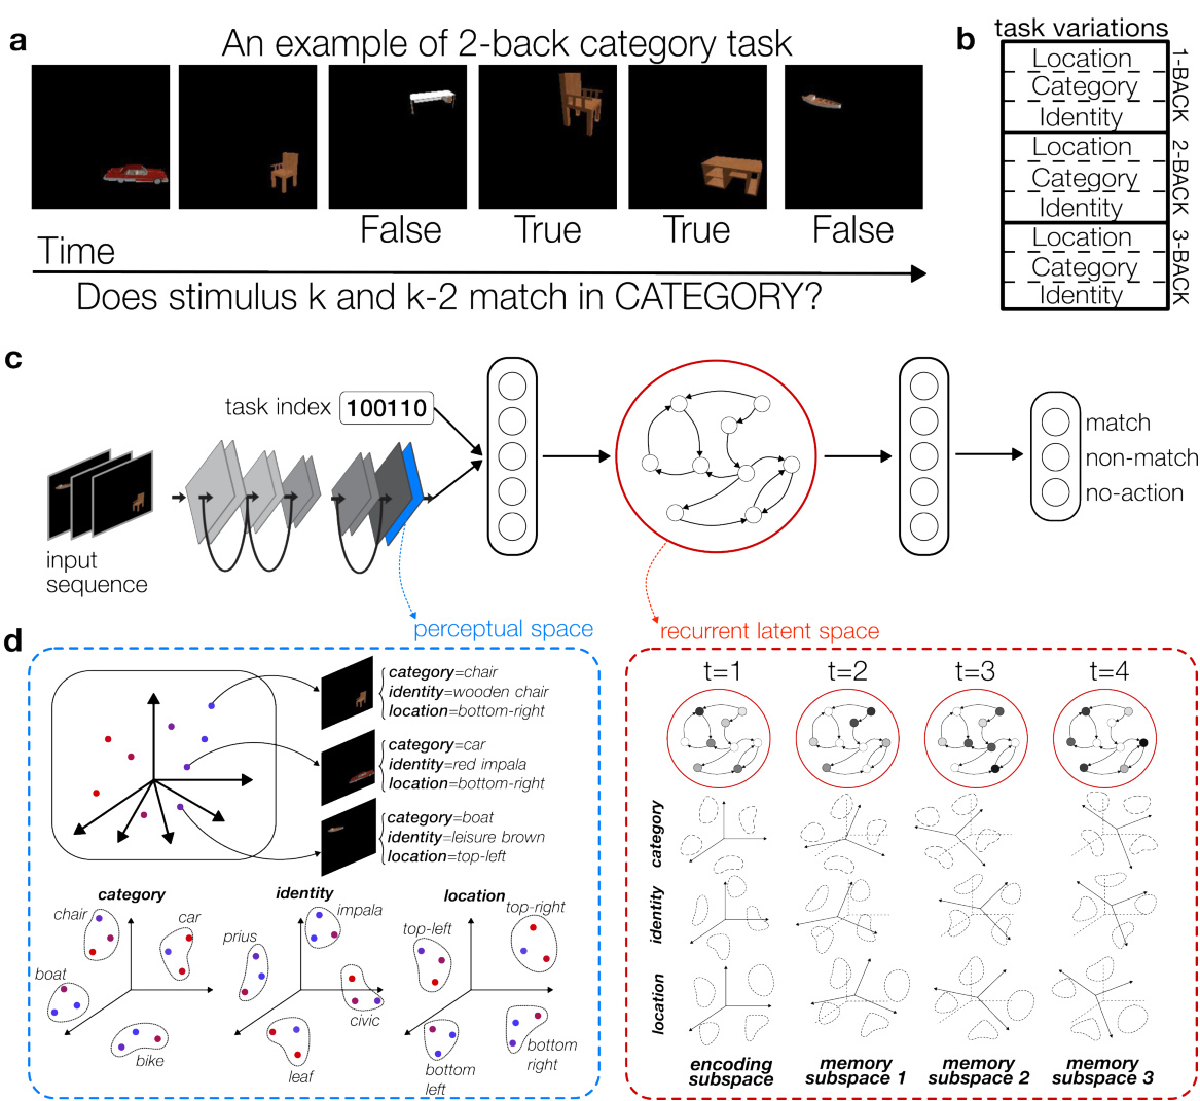 a
An example of 2-back category task
False
True
True
False
Time
Does stimulus k and k-2 match in CATEGORY?
b
task variations
Location
Category
Identity
1-BACK
Location
Category
Identity
2-BACK
Location
Category
Identity
3-BACK
c
task index 100110
input
sequence
match
non-match
no-action
perceptual space
recurrent latent space
d
category=chair
identity=wooden chair
location=bottom-right
category=car
identity=red impala
location=bottom-right
category=boat
identity=leisure brown
location=top-left
category
chair
car
boat
bike
identity
impala
prius
civic
leaf
location
top-right
top-left
bottom
left
bottom
right
t=1
t=2
t=3
t=4
category
identity
location
encoding
subspace
memory
subspace 1
memory
subspace 2
memory
subspace 3